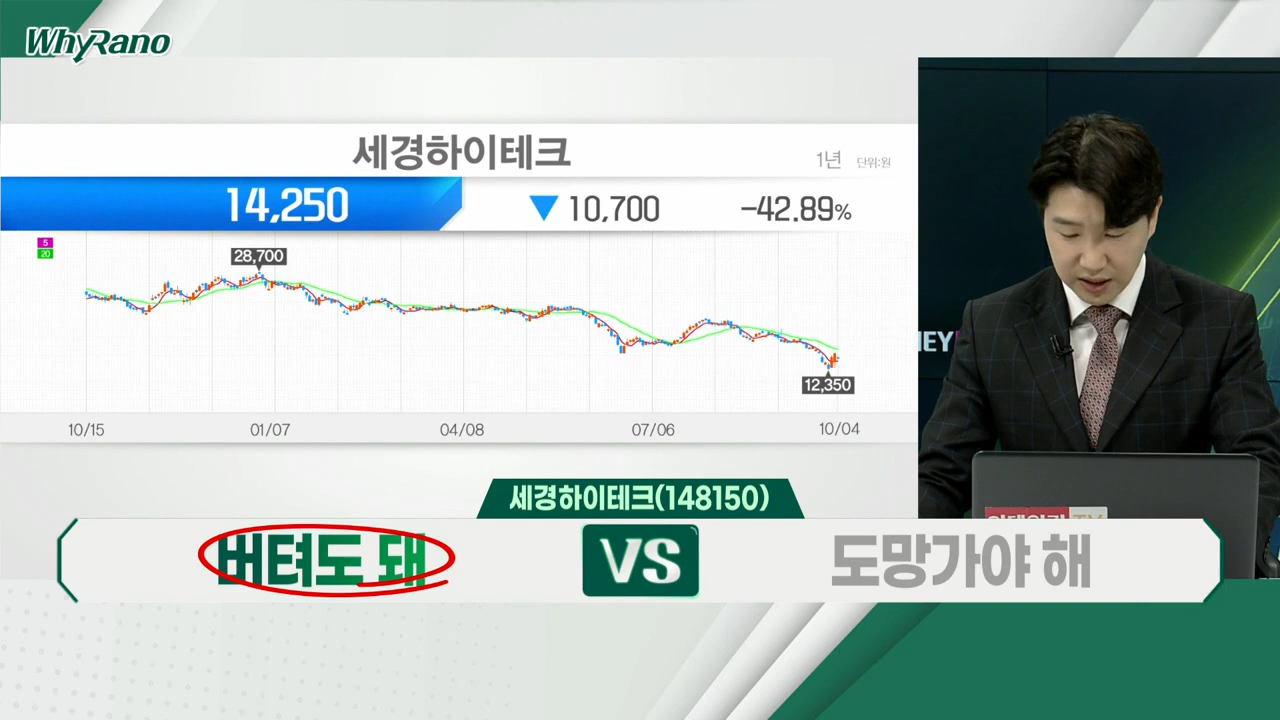 WhyRano
세경하이테크
1년 단위:원
14,250 ▼ 10,700 -42.89%
5
20
28,700
12,350
10/15 01/07 04/08 07/06 10/04
세경하이테크(148150)
버텨도 돼 VS 도망가야 해